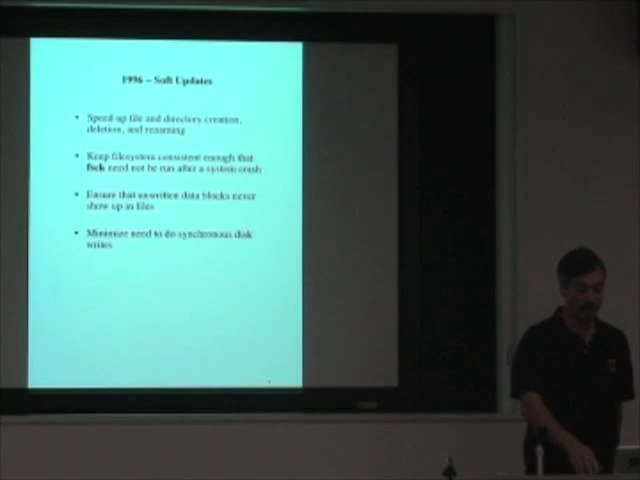 1996 – Soft Updates
• Speed up file and directory creation,
deletion, and renaming
• Keep filesystem consistent enough that
fsck need not be run after a system crash
• Ensure that unwritten data blocks never
show up in files
• Minimize need to do synchronous disk
writes